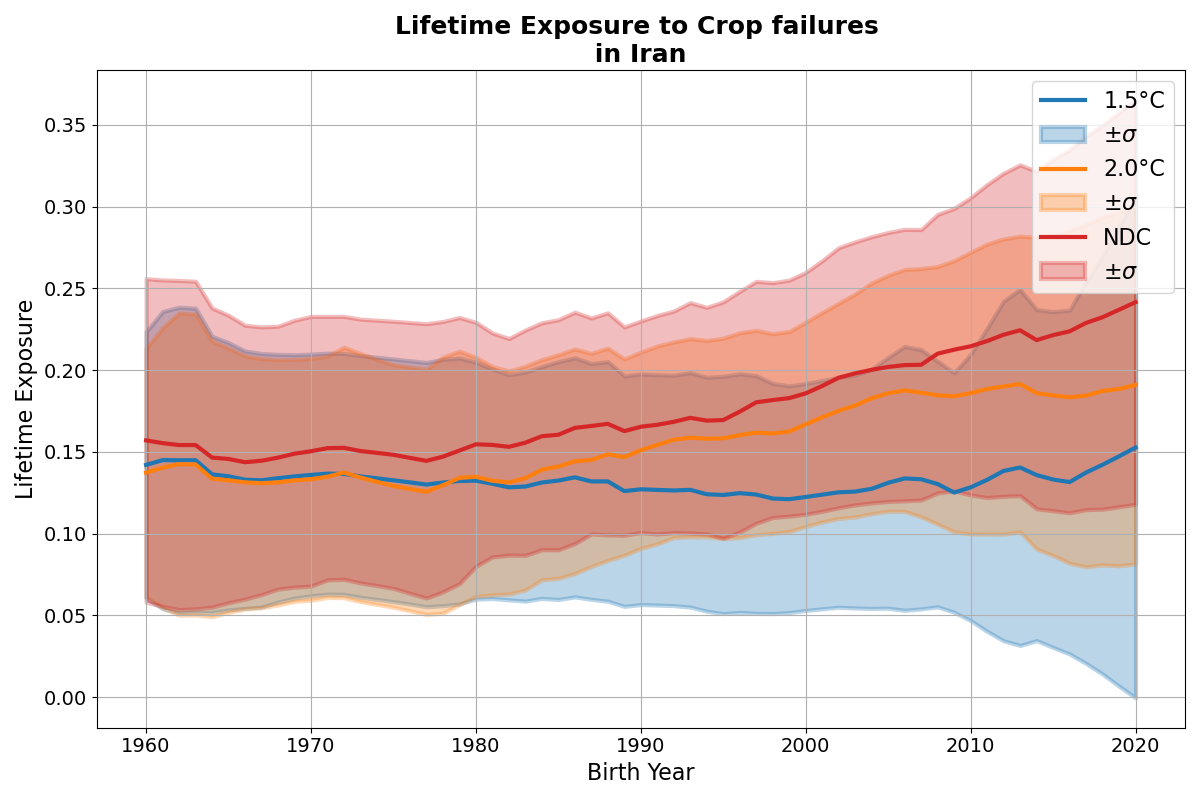 Lifetime Exposure to Crop failures
in Iran
1.5°C
±σ
2.0°C
±σ
NDC
±σ
Lifetime Exposure
0.35
0.30
0.25
0.20
0.15
0.10
0.05
0.00
1960 1970 1980 1990 2000 2010 2020
Birth Year